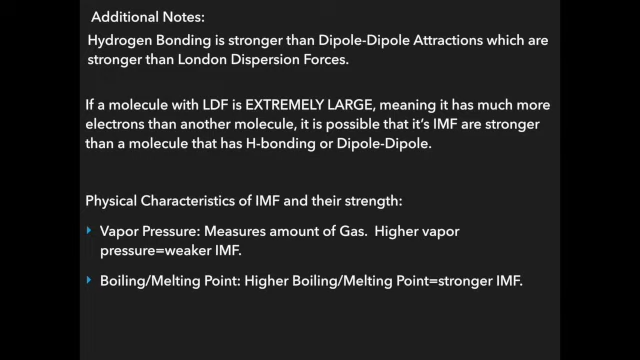 Additional Notes:
Hydrogen Bonding is stronger than Dipole-Dipole Attractions which are
stronger than London Dispersion Forces.
If a molecule with LDF is EXTREMELY LARGE, meaning it has much more
electrons than another molecule, it is possible that it's IMF are stronger
than a molecule that has H-bonding or Dipole-Dipole.
Physical Characteristics of IMF and their strength:
Vapor Pressure: Measures amount of Gas. Higher vapor
pressure=weaker IMF.
Boiling/Melting Point: Higher Boiling/Melting Point=stronger IMF.